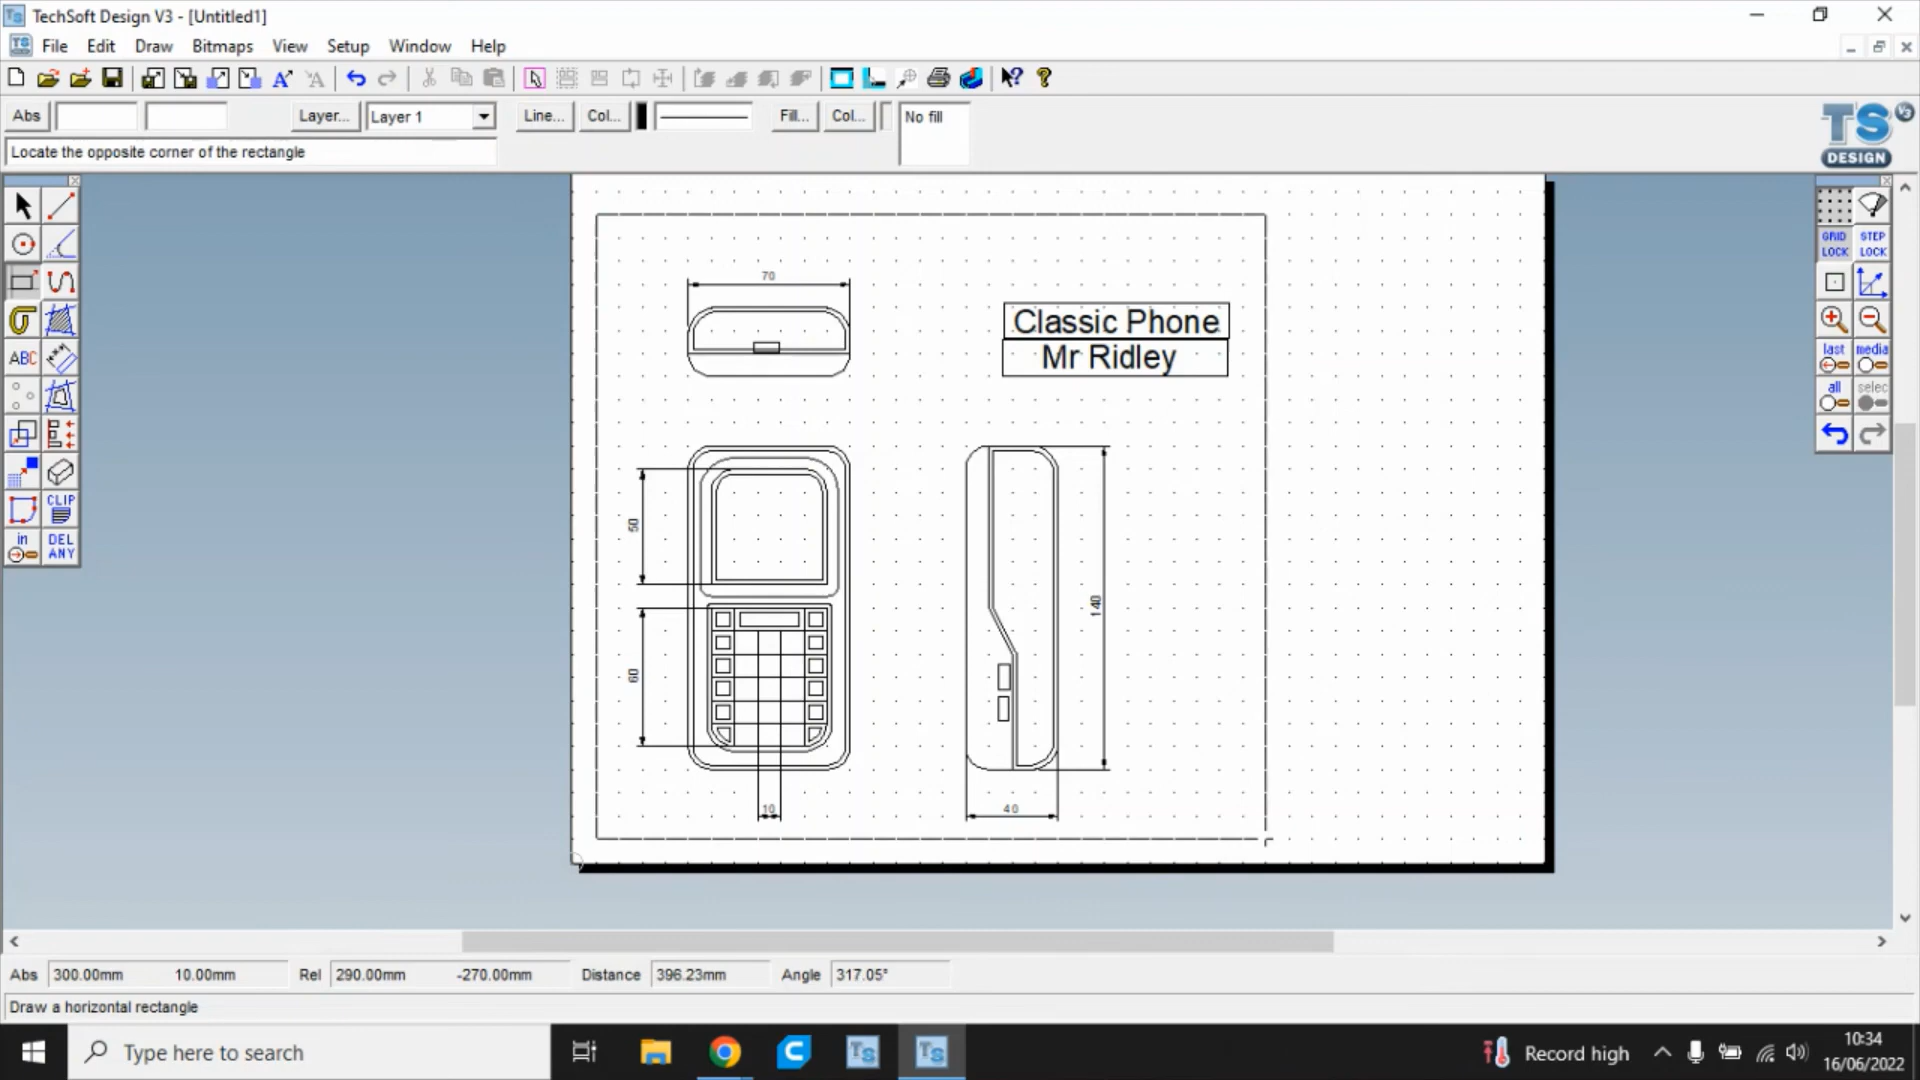 TechSoft Design V3 - [Untitled1]
File Edit Draw Bitmaps View Setup Window Help
Abs Layer... Layer 1 Line... Col... Fill... Col... No fill
Locate the opposite corner of the rectangle
TS V3
DESIGN
GRID LOCK STEP LOCK
last media
all selec
ABC
CLIP
in DEL ANY
70
Classic Phone
Mr Ridley
50
60
140
10
40
Abs 300.00mm 10.00mm Rel 290.00mm -270.00mm Distance 396.23mm Angle 317.05°
Draw a horizontal rectangle
Type here to search
Ts Ts
Record high
10:34
16/06/2022